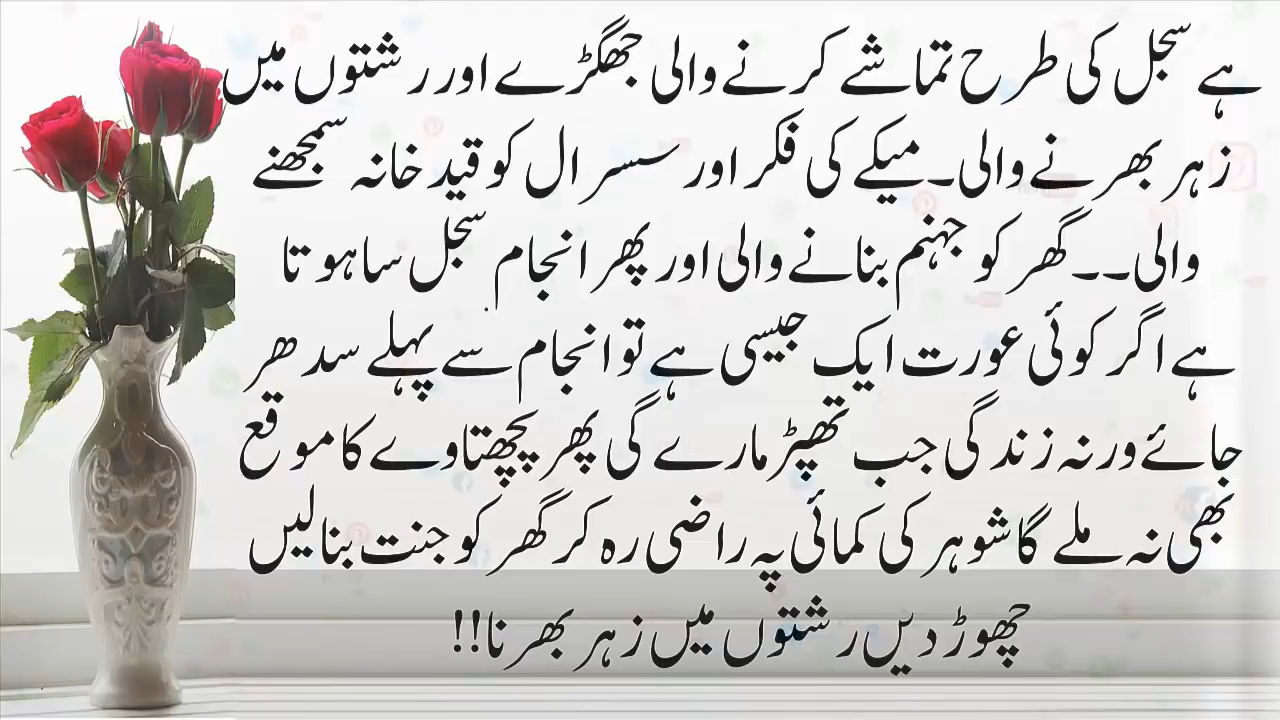 ہے سجل کی طرح تماشے کرنے والی جھگڑے اور رشتوں میں
زہر بھرنے والی۔ میکے کی فکر اور سسرال کو قید خانہ سمجھنے
والی۔۔ گھر کو جہنم بنانے والی اور پھر انجام سجل سا ہوتا
ہے اگر کوئی عورت ایک جیسی ہے تو انجام سے پہلے سدھر
جائے ورنہ زندگی جب تھپڑ مارے گی پھر پچھتاوے کا موقع
بھی نہ ملے گا شوہر کی کمائی پہ راضی رہ کر گھر کو جنت بنا لیں
چھوڑ دیں رشتوں میں زہر بھرنا!!